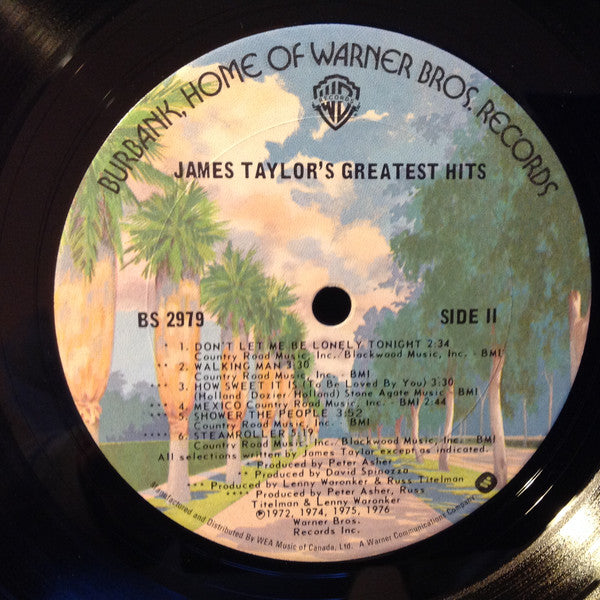 BURBANK, HOME OF WARNER BROS. RECORDS
RECORDS
JAMES TAYLOR'S GREATEST HITS
BS 2979
SIDE II
* 1. DON'T LET ME BE LONELY TONIGHT 2:34
Country Road Music, Inc./Blackwood Music, Inc. - BMI
** 2. WALKING MAN 3:30
Country Road Music, Inc. - BMI
*** 3. HOW SWEET IT IS (To Be Loved By You) 3:30
(Holland/Dozier/Holland) Stone Agate Music - BMI
4. MEXICO Country Road Music, Inc. - BMI 2:44
5. SHOWER THE PEOPLE 3:52
Country Road Music, Inc. - BMI
6. STEAMROLLER 5:19
Country Road Music, Inc., Blackwood Music, Inc. - BMI
All selections written by James Taylor except as indicated.
* Produced by Peter Asher
** Produced by David Spinozza
*** Produced by Lenny Waronker & Russ Titelman
**** Produced by Peter Asher, Russ
Titelman & Lenny Waronker
℗1972, 1974, 1975, 1976
Warner Bros.
Records Inc.
Manufactured and Distributed by WEA Music of Canada, Ltd. A Warner Communications Company